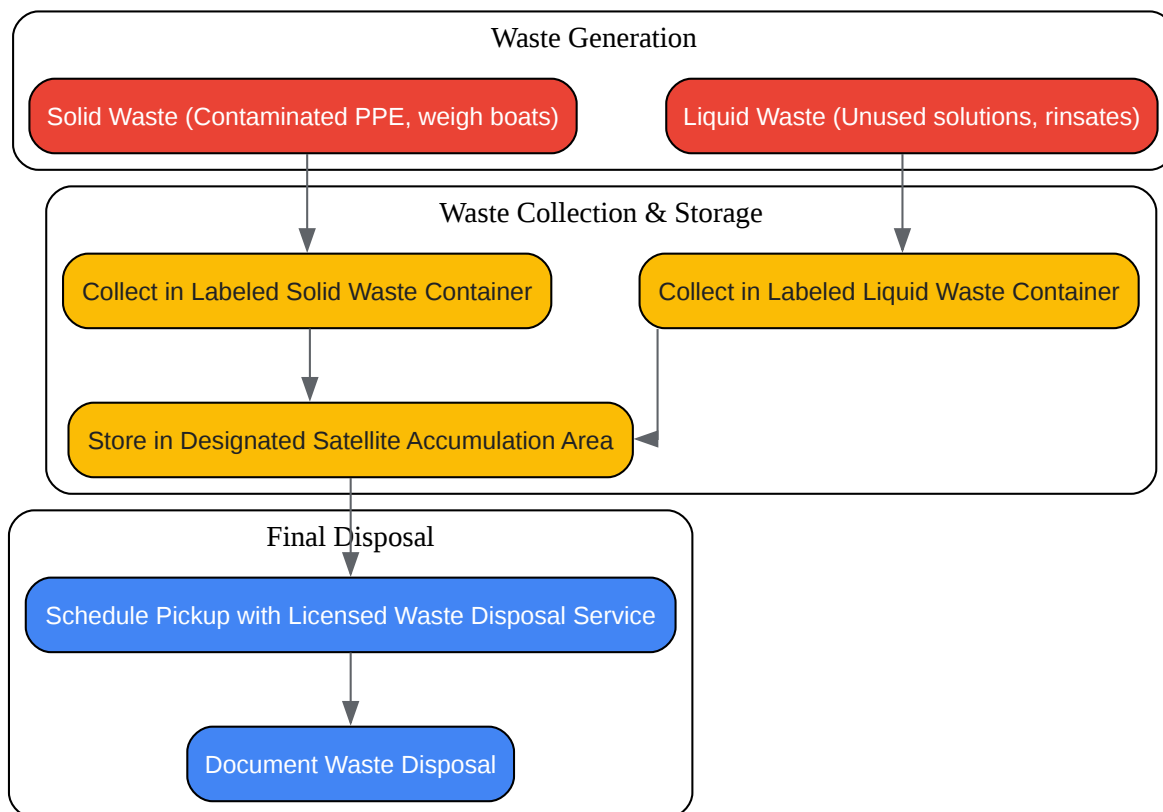 Waste Generation
Solid Waste (Contaminated PPE, weigh boats)
Liquid Waste (Unused solutions, rinsates)
Waste Collection & Storage
Collect in Labeled Solid Waste Container
Collect in Labeled Liquid Waste Container
Store in Designated Satellite Accumulation Area
Final Disposal
Schedule Pickup with Licensed Waste Disposal Service
Document Waste Disposal